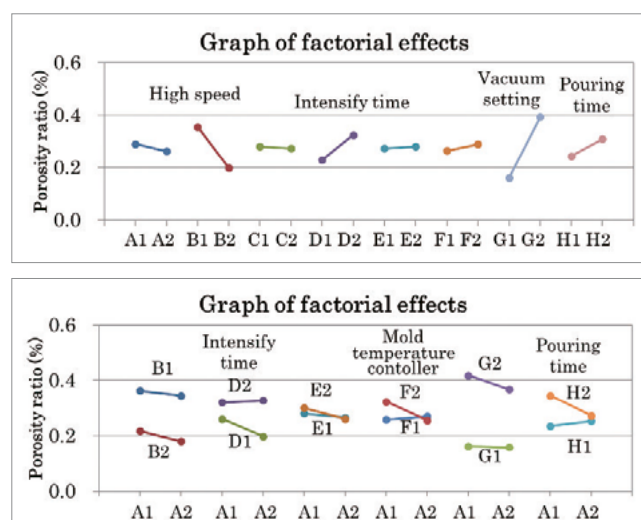 Graph of factorial effects
Porosity ratio (%)
0.6
0.4
0.2
0.0
High speed
Intensify time
Vacuum
setting
Pouring
time
A1 A2 B1 B2 C1 C2 D1 D2 E1 E2 F1 F2 G1 G2 H1 H2
Graph of factorial effects
Porosity ratio (%)
0.6
0.4
0.2
0.0
B1
B2
Intensify
time
D2
D1
E2
E1
Mold
temperature
contoller
F2
F1
G2
G1
Pouring
time
H2
H1
A1 A2 A1 A2 A1 A2 A1 A2 A1 A2 A1 A2